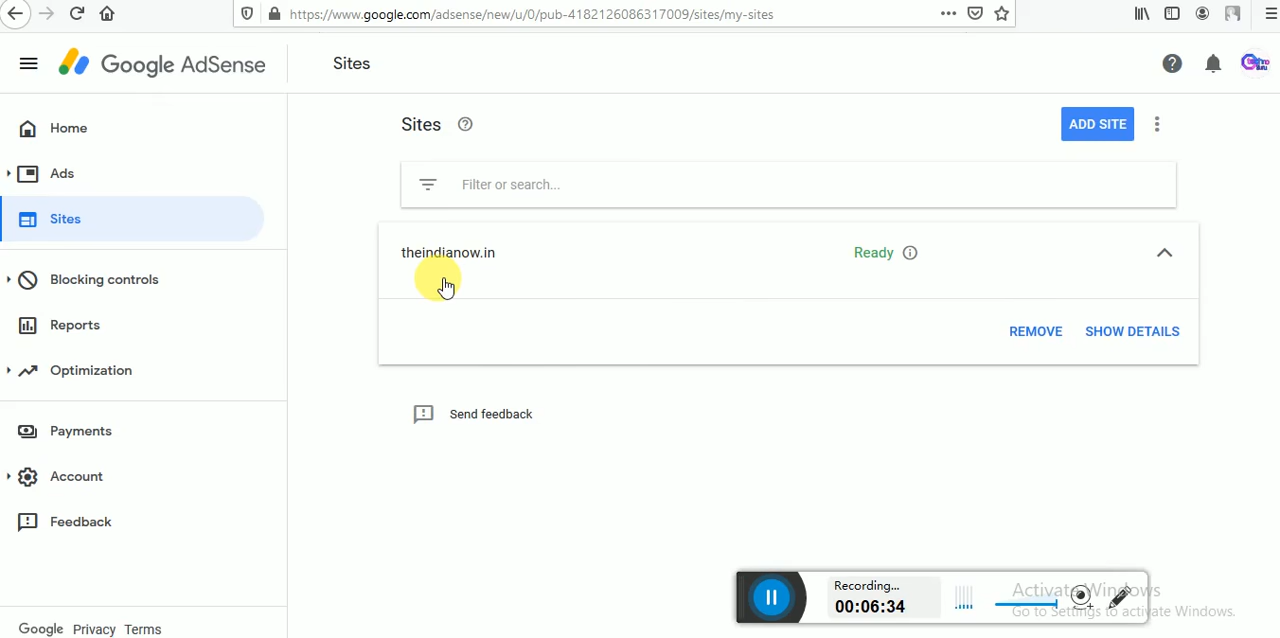 https://www.google.com/adsense/new/u/0/pub-4182126086317009/sites/my-sites
Google AdSense
Sites
Home
Ads
Sites
Blocking controls
Reports
Optimization
Payments
Account
Feedback
Google Privacy Terms
Sites
ADD SITE
Filter or search...
theindianow.in
Ready
REMOVE SHOW DETAILS
Send feedback
Recording...
00:06:34
Activate Windows
Go to Settings to activate Windows.